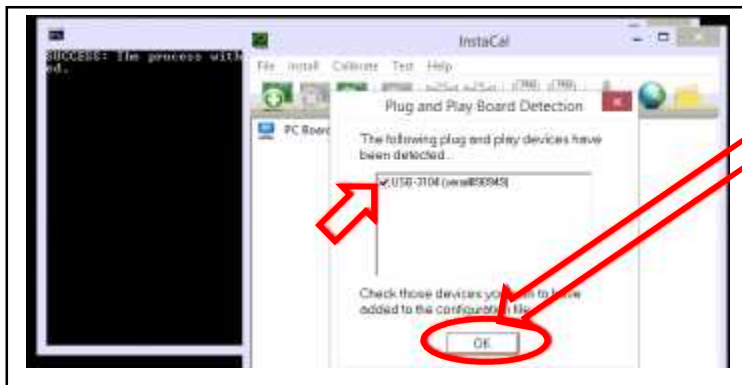 SUCCESS: The process with
ed.
InstaCal
File Install Calibrate Test Help
Plug and Play Board Detection
PC Board
The following plug and play devices have
been detected.
USB-3104
Check those devices you to have
added to the configuration file
OK